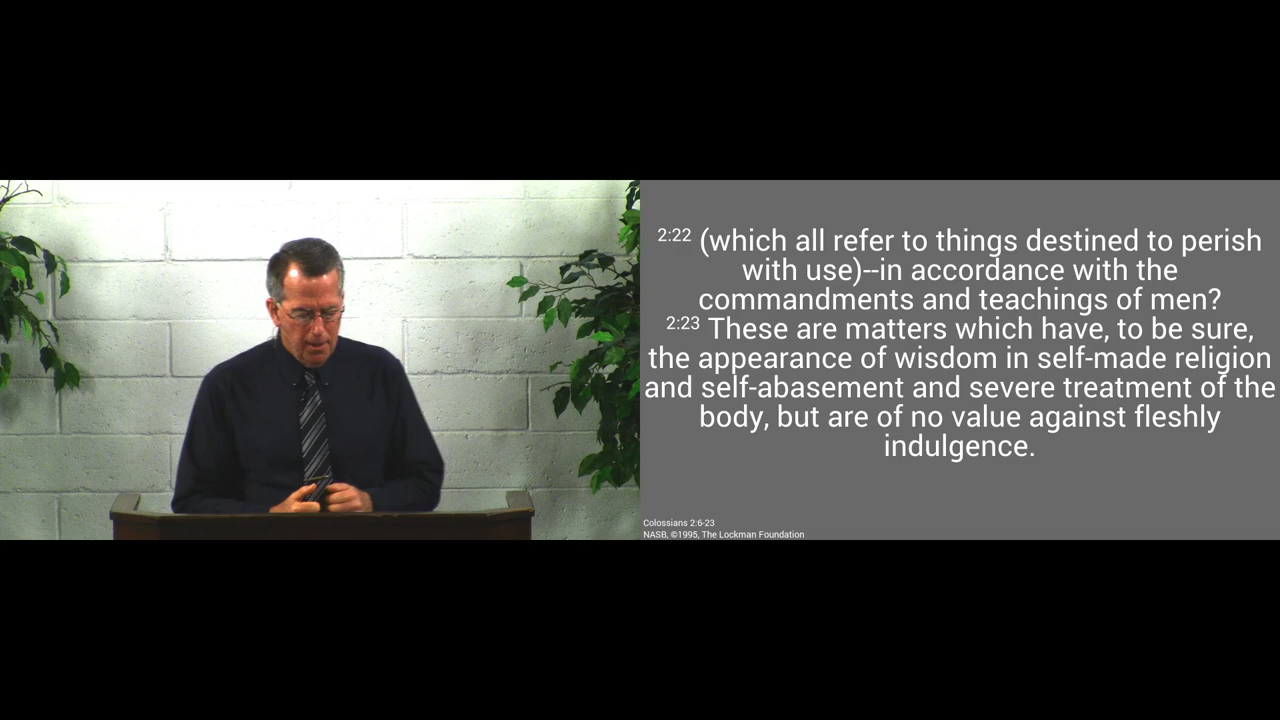 2:22 (which all refer to things destined to perish
with use)--in accordance with the
commandments and teachings of men?
2:23 These are matters which have, to be sure,
the appearance of wisdom in self-made religion
and self-abasement and severe treatment of the
body, but are of no value against fleshly
indulgence.
Colossians 2:6-23
NASB, ©1995, The Lockman Foundation